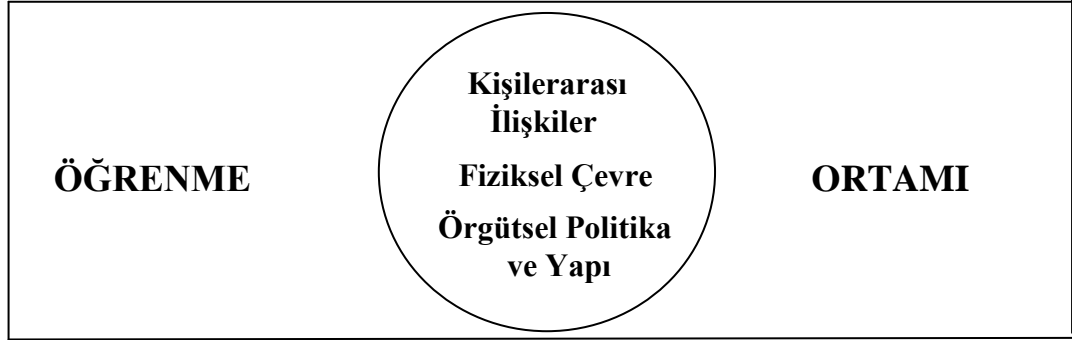 Kişilerarası
İlişkiler
ÖĞRENME
Fiziksel Çevre
ORTAMI
Örgütsel Politika
ve Yapı